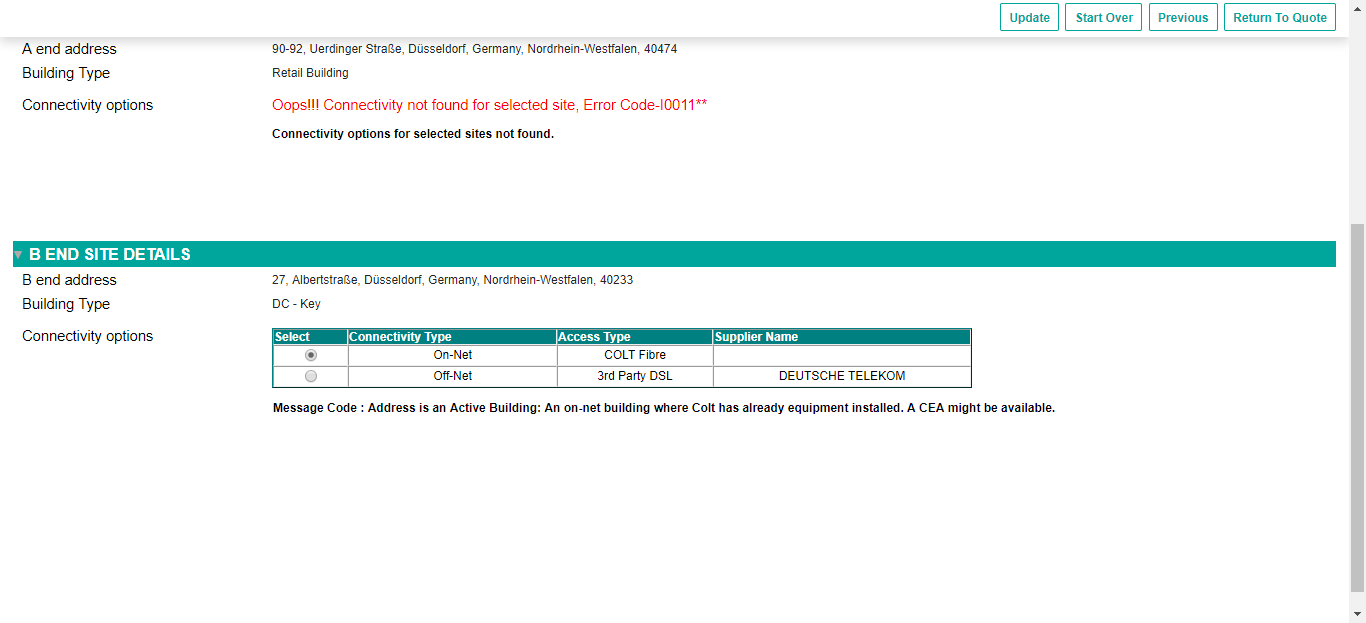 Update Start Over Previous Return To Quote
A end address 90-92, Uerdinger Straße, Düsseldorf, Germany, Nordrhein-Westfalen, 40474
Building Type Retail Building
Connectivity options Oops!!! Connectivity not found for selected site, Error Code-I0011**
Connectivity options for selected sites not found.
B END SITE DETAILS
B end address 27, Albertstraße, Düsseldorf, Germany, Nordrhein-Westfalen, 40233
Building Type DC - Key
Connectivity options Select Connectivity Type Access Type Supplier Name
On-Net COLT Fibre
Off-Net 3rd Party DSL DEUTSCHE TELEKOM
Message Code : Address is an Active Building: An on-net building where Colt has already equipment installed. A CEA might be available.